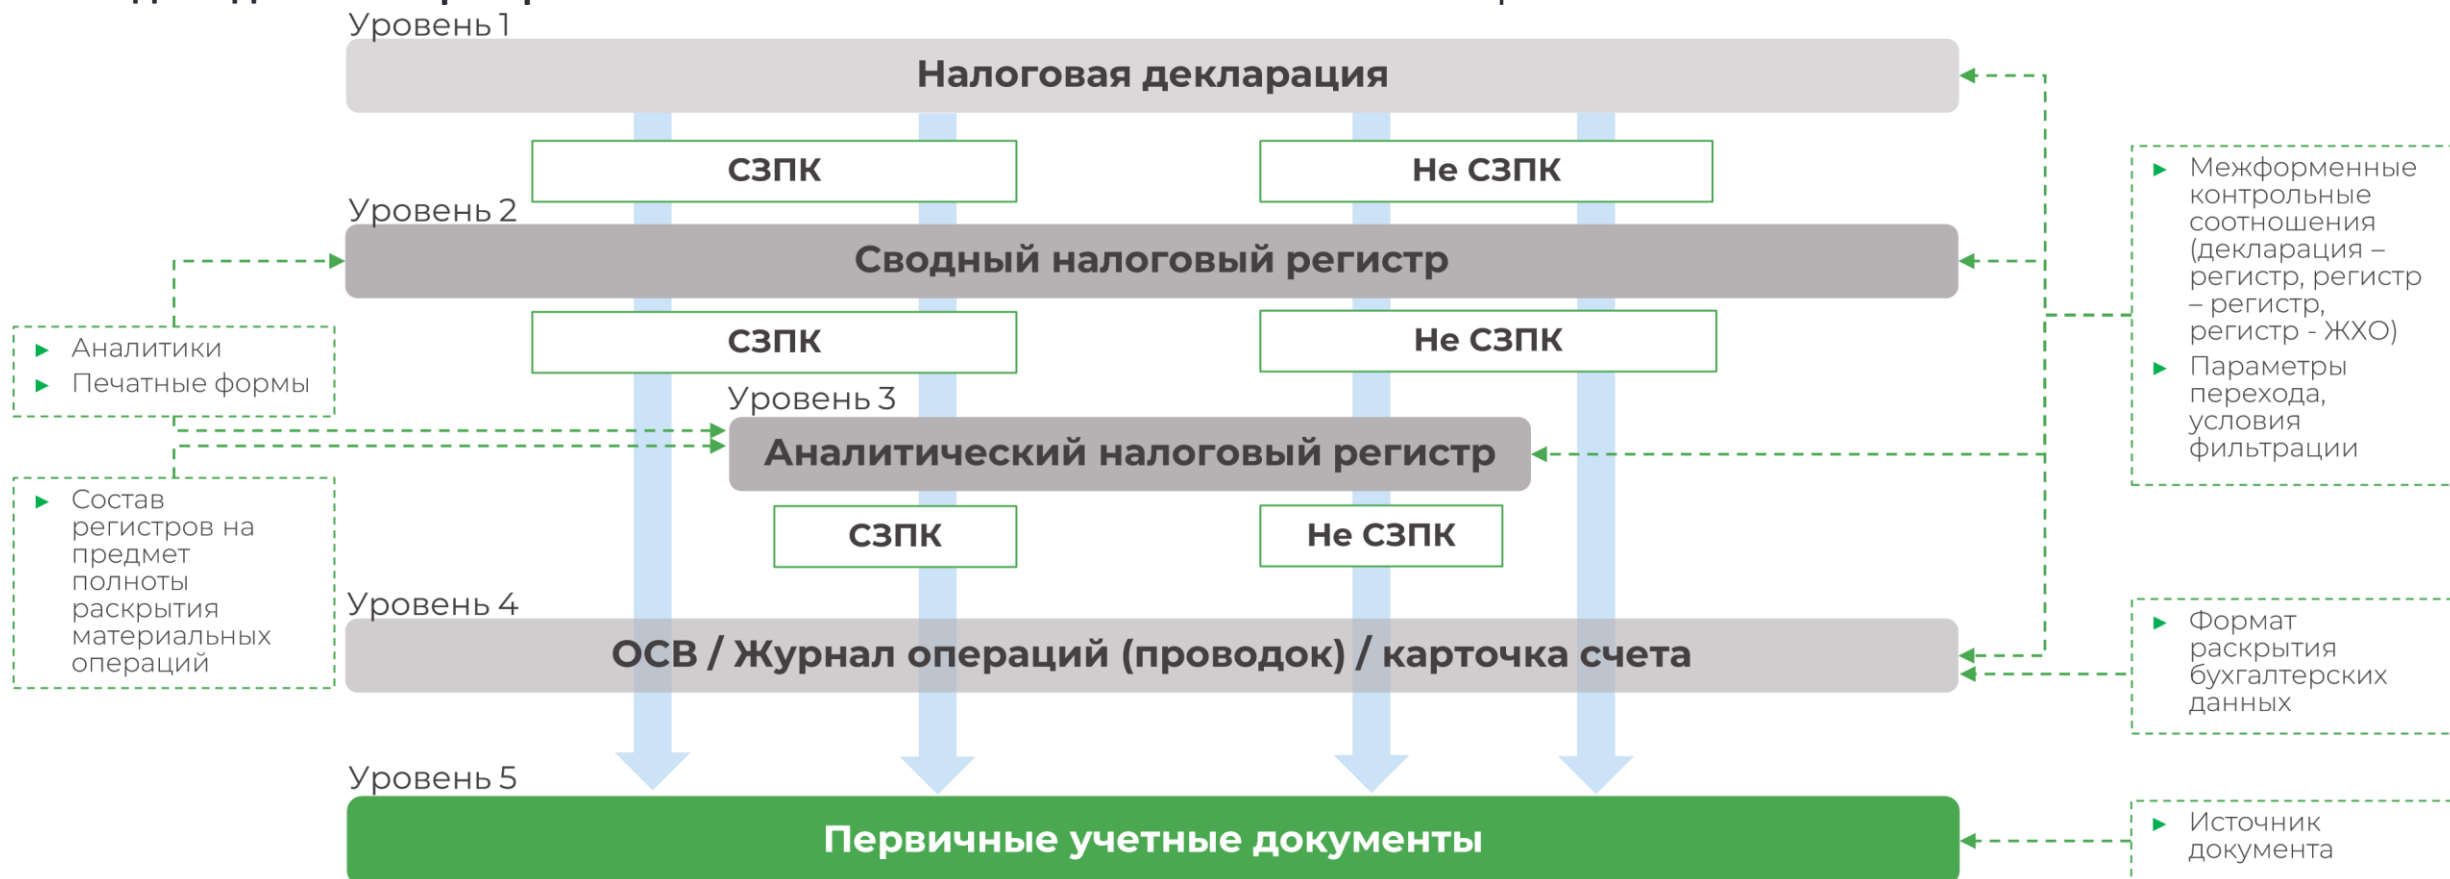 Уровень 1
Налоговая декларация
СЗПК
Не СЗПК
Уровень 2
Сводный налоговый регистр
СЗПК
Не СЗПК
Уровень 3
Аналитический налоговый регистр
СЗПК
Не СЗПК
Уровень 4
ОСВ / Журнал операций (проводок) / карточка счета
Уровень 5
Первичные учетные документы
Аналитики
Печатные формы
Состав
регистров на
предмет
полноты
раскрытия
материальных
операций
Межформенные
контрольные
соотношения
(декларация –
регистр, регистр
– регистр,
регистр - ЖХО)
Параметры
перехода,
условия
фильтрации
Формат
раскрытия
бухгалтерских
данных
Источник
документа